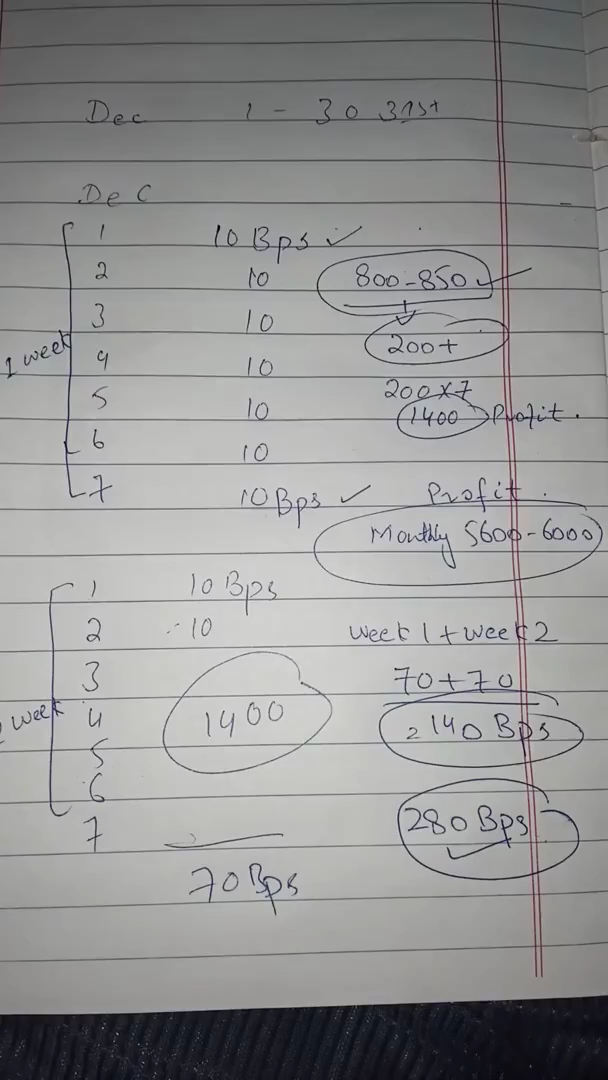 Dec 1 - 30 31st
Dec
1 10 Bps ✓
2 10 800-850 ✓
3 10
200+
1 week
4 10
200x7
5 10 1400 Profit.
6 10
7 10 Bps ✓ Profit.
Monthly 5600-6000
1 10 Bps
2 10 week 1 + week 2
3 70+70
week 4 1400 = 140 Bps
5
6
7 280 Bps
70 Bps